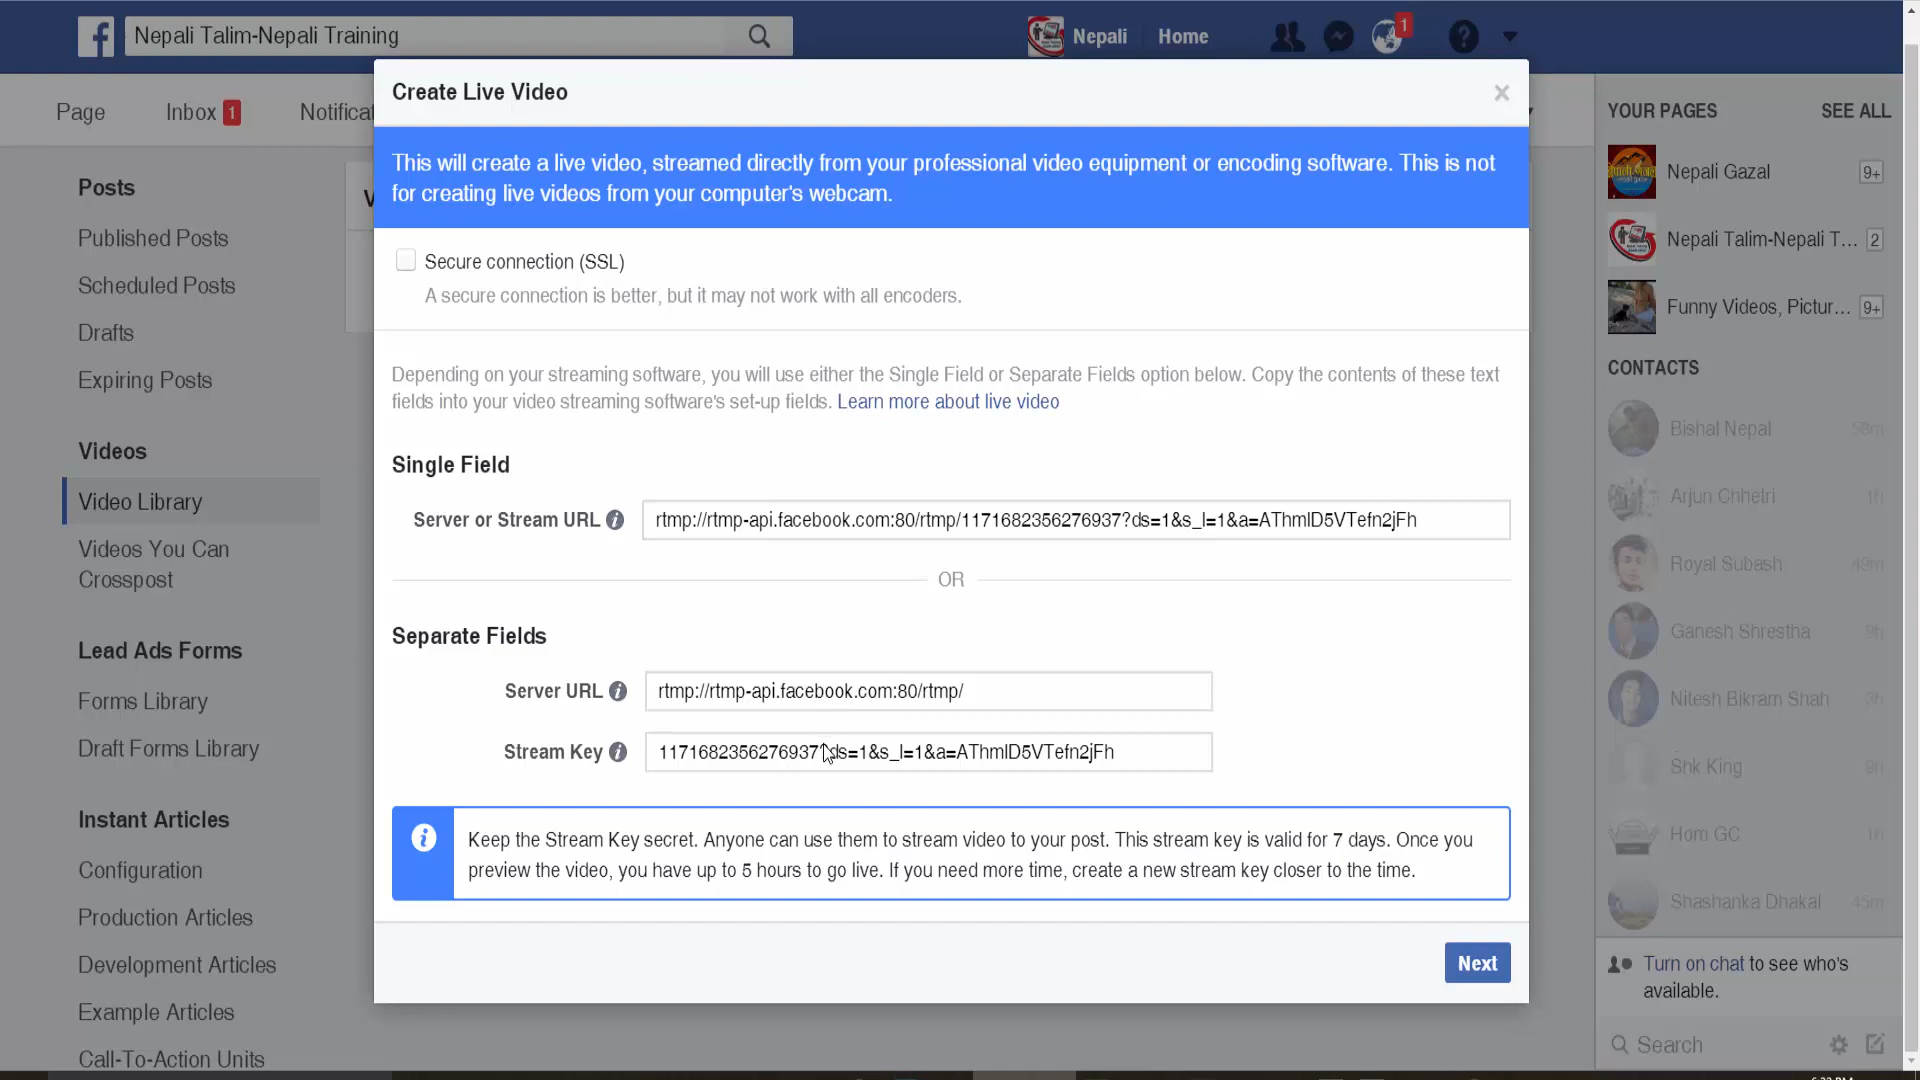 Nepali Talim-Nepali Training
Nepali
Home
1
Page
Inbox 1
Notificat
Posts
Published Posts
Scheduled Posts
Drafts
Expiring Posts
Videos
Video Library
Videos You Can
Crosspost
Lead Ads Forms
Forms Library
Draft Forms Library
Instant Articles
Configuration
Production Articles
Development Articles
Example Articles
Call-To-Action Units
Create Live Video
This will create a live video, streamed directly from your professional video equipment or encoding software. This is not
for creating live videos from your computer's webcam.
Secure connection (SSL)
A secure connection is better, but it may not work with all encoders.
Depending on your streaming software, you will use either the Single Field or Separate Fields option below. Copy the contents of these text
fields into your video streaming software's set-up fields. Learn more about live video
Single Field
Server or Stream URL rtmp://rtmp-api.facebook.com:80/rtmp/1171682356276937?ds=1&s_l=1&a=AThmlD5VTefn2jFh
OR
Separate Fields
Server URL rtmp://rtmp-api.facebook.com:80/rtmp/
Stream Key 1171682356276937?ds=1&s_l=1&a=AThmlD5VTefn2jFh
Keep the Stream Key secret. Anyone can use them to stream video to your post. This stream key is valid for 7 days. Once you
preview the video, you have up to 5 hours to go live. If you need more time, create a new stream key closer to the time.
Next
YOUR PAGES SEE ALL
Nepali Gazal 9+
Nepali Talim-Nepali T... 2
Funny Videos, Pictur... 9+
CONTACTS
Bishal Nepal
Arjun Chhetri 1h
Royal Subash
Ganesh Shrestha 9h
Nitesh Bikram Shah 3h
Shk King 9h
Hom GC 1h
Shashanka Dhakal 45m
Turn on chat to see who's
available.
Search